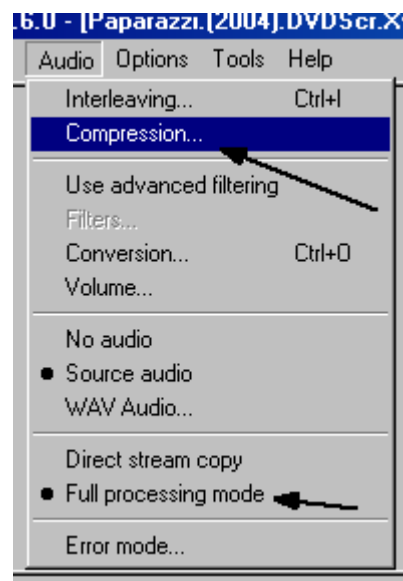 .6.0 - [Paparazzi.(2004).DVDScr.X
Audio Options Tools Help
Interleaving... Ctrl+I
Compression...
Use advanced filtering
Filters...
Conversion... Ctrl+O
Volume...
No audio
Source audio
WAV Audio...
Direct stream copy
Full processing mode
Error mode...